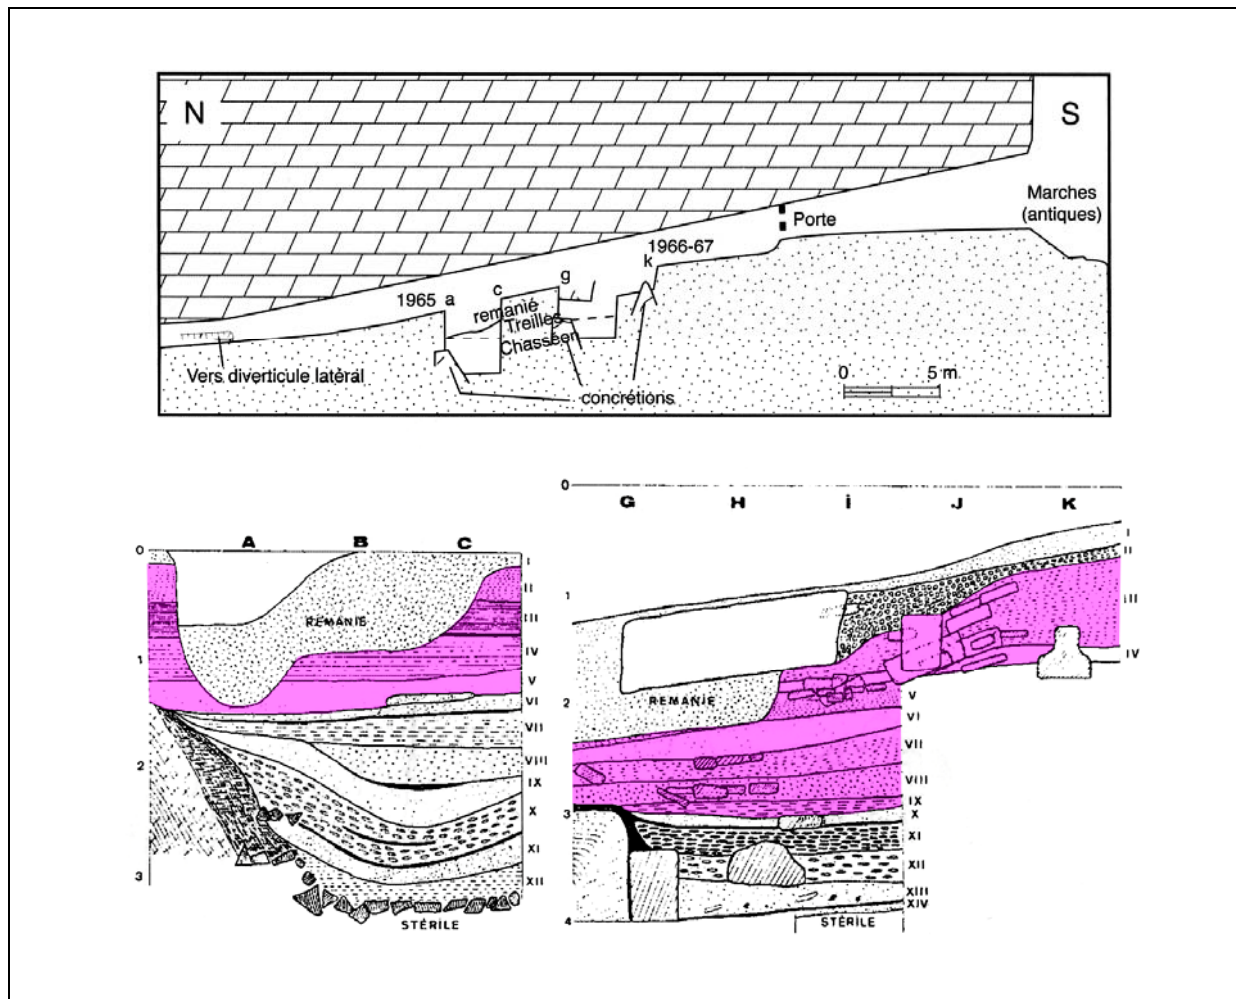 N
S
Marches
(antiques)
Porte
1966-67
k
g
c
1965 a
remanié
Treilles
Chasséen
Vers diverticule latéral
concrétions
0 5 m
A B C
0
1
2
3
REMANIE
I
II
III
IV
V
VI
VII
VIII
IX
X
XI
XII
STÉRILE
0
G H i J K
1
2
3
4
REMANIE
I
II
III
IV
V
VI
VII
VIII
IX
X
XI
XII
XIII
XIV
STÉRILE